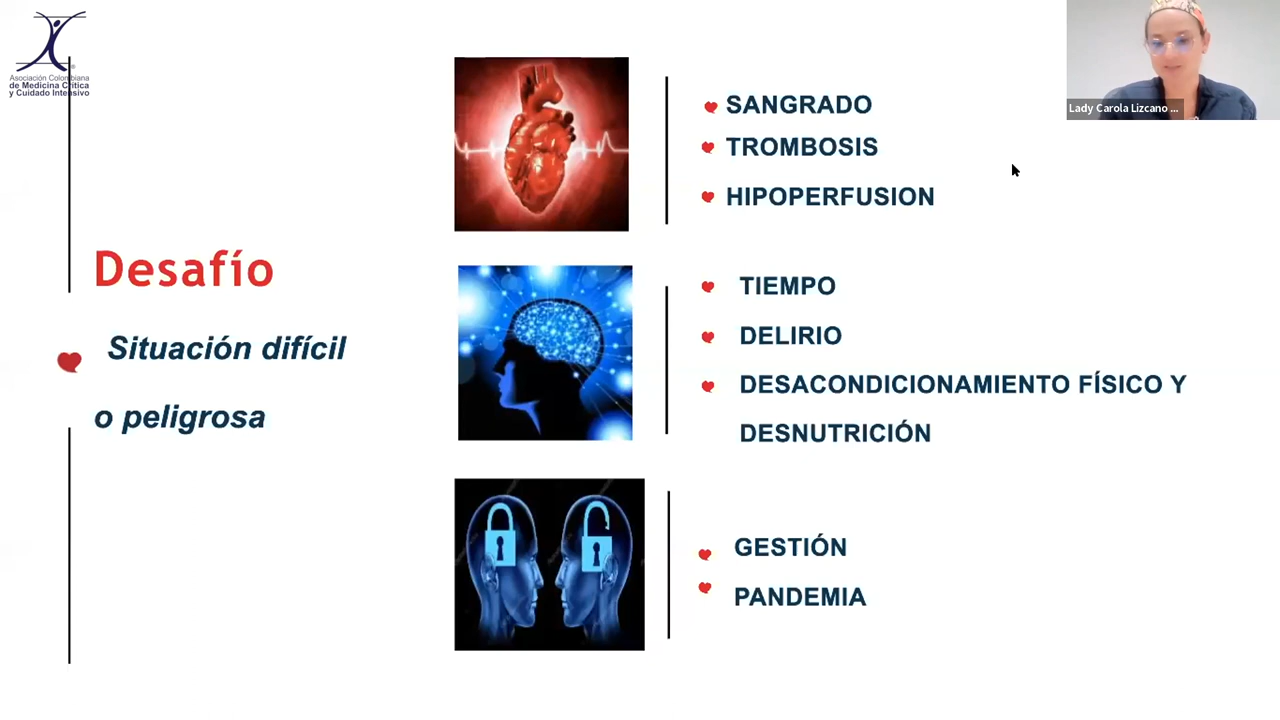 Asociación Colombiana
de Medicina Crítica
y Cuidado Intensivo
Desafío
Situación difícil
o peligrosa
SANGRADO
TROMBOSIS
HIPOPERFUSION
TIEMPO
DELIRIO
DESACONDICIONAMIENTO FÍSICO Y
DESNUTRICIÓN
GESTIÓN
PANDEMIA
Lady Carola Lizcano ...